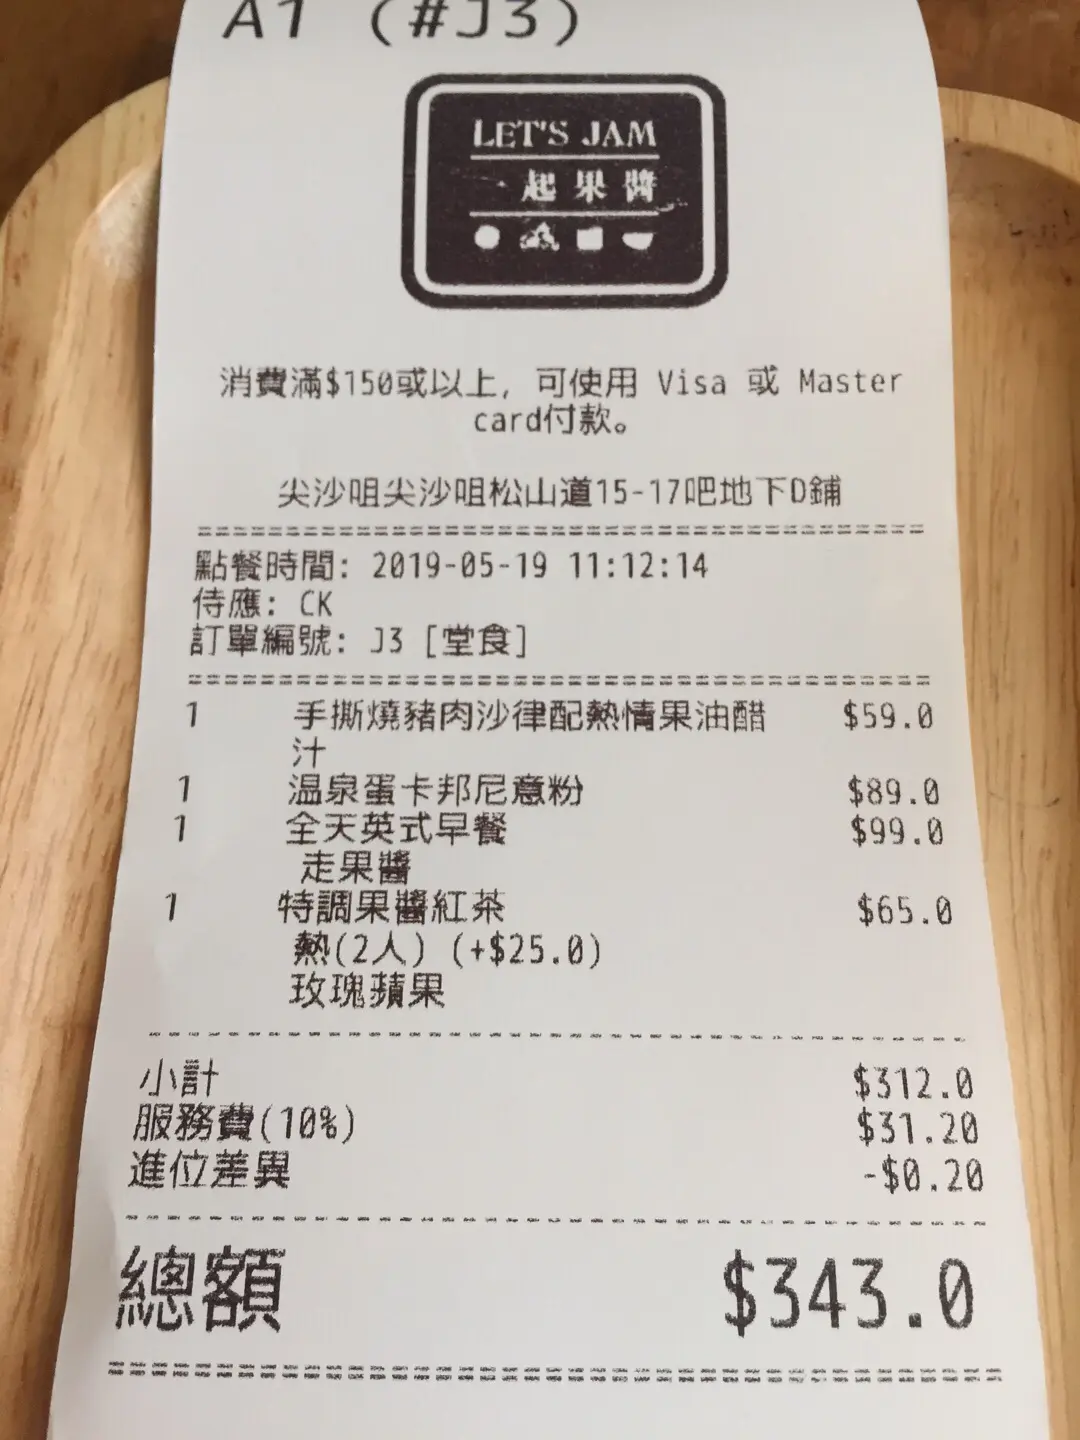 A1 (#J3)
LET'S JAM
一起果醬
消費滿$150或以上, 可使用 Visa 或 Master
card付款。
尖沙咀尖沙咀松山道15-17吧地下D鋪
點餐時間: 2019-05-19 11:12:14
侍應: CK
訂單編號: J3 [堂食]
1 手撕燒豬肉沙律配熱情果油醋 $59.0
汁
1 温泉蛋卡邦尼意粉 $89.0
1 全天英式早餐 $99.0
走果醬
1 特調果醬紅茶 $65.0
熱(2人) (+$25.0)
玫瑰蘋果
小計 $312.0
服務費(10%) $31.20
進位差異 -$0.20
總額 $343.0